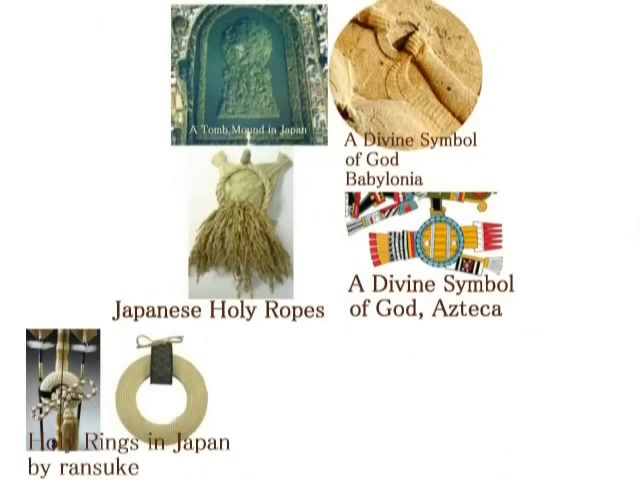 A Tomb Mound in Japan
A Divine Symbol
of God
Babylonia
A Divine Symbol
of God, Azteca
Japanese Holy Ropes
Holy Rings in Japan
by ransuke